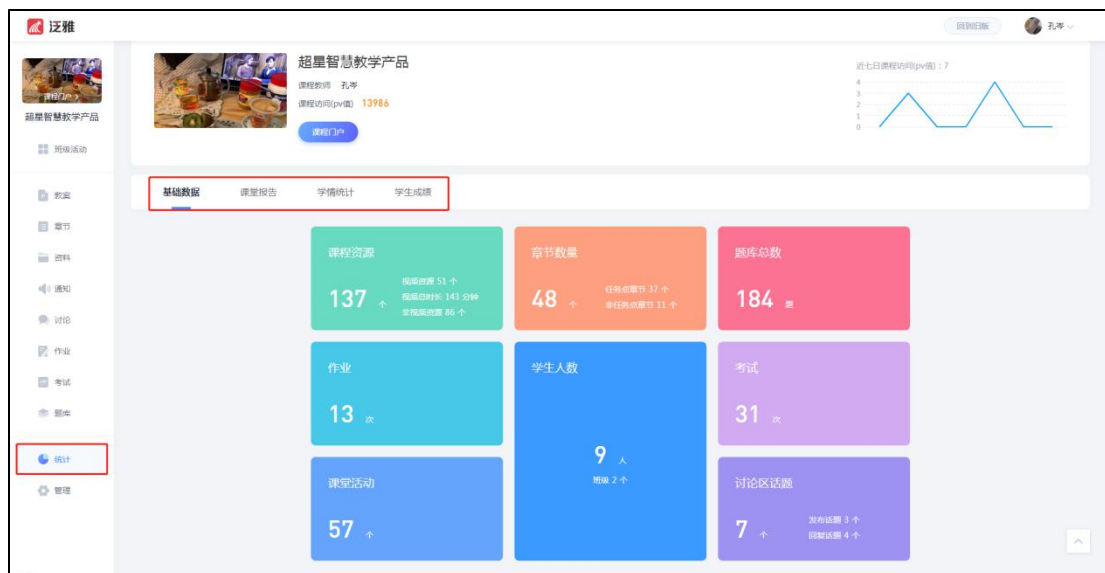 泛雅
回到旧版
孔岑
课程门户 >
超星智慧教学产品
班级活动
教案
章节
资料
通知
讨论
作业
考试
题库
统计
管理
超星智慧教学产品
课程教师 孔岑
课程访问(pv值) 13986
课程门户
近七日课程访问(pv值)：7
4
3
2
1
0
基础数据 课堂报告 学情统计 学生成绩
课程资源
137 个
视频资源 51 个
视频总时长 143 分钟
非视频资源 86 个
章节数量
48 个
任务点章节 37 个
非任务点章节 11 个
题库总数
184 题
作业
13 次
学生人数
9 人
班级 2 个
考试
31 次
课堂活动
57 个
讨论区话题
7 个
发布话题 3 个
回复话题 4 个